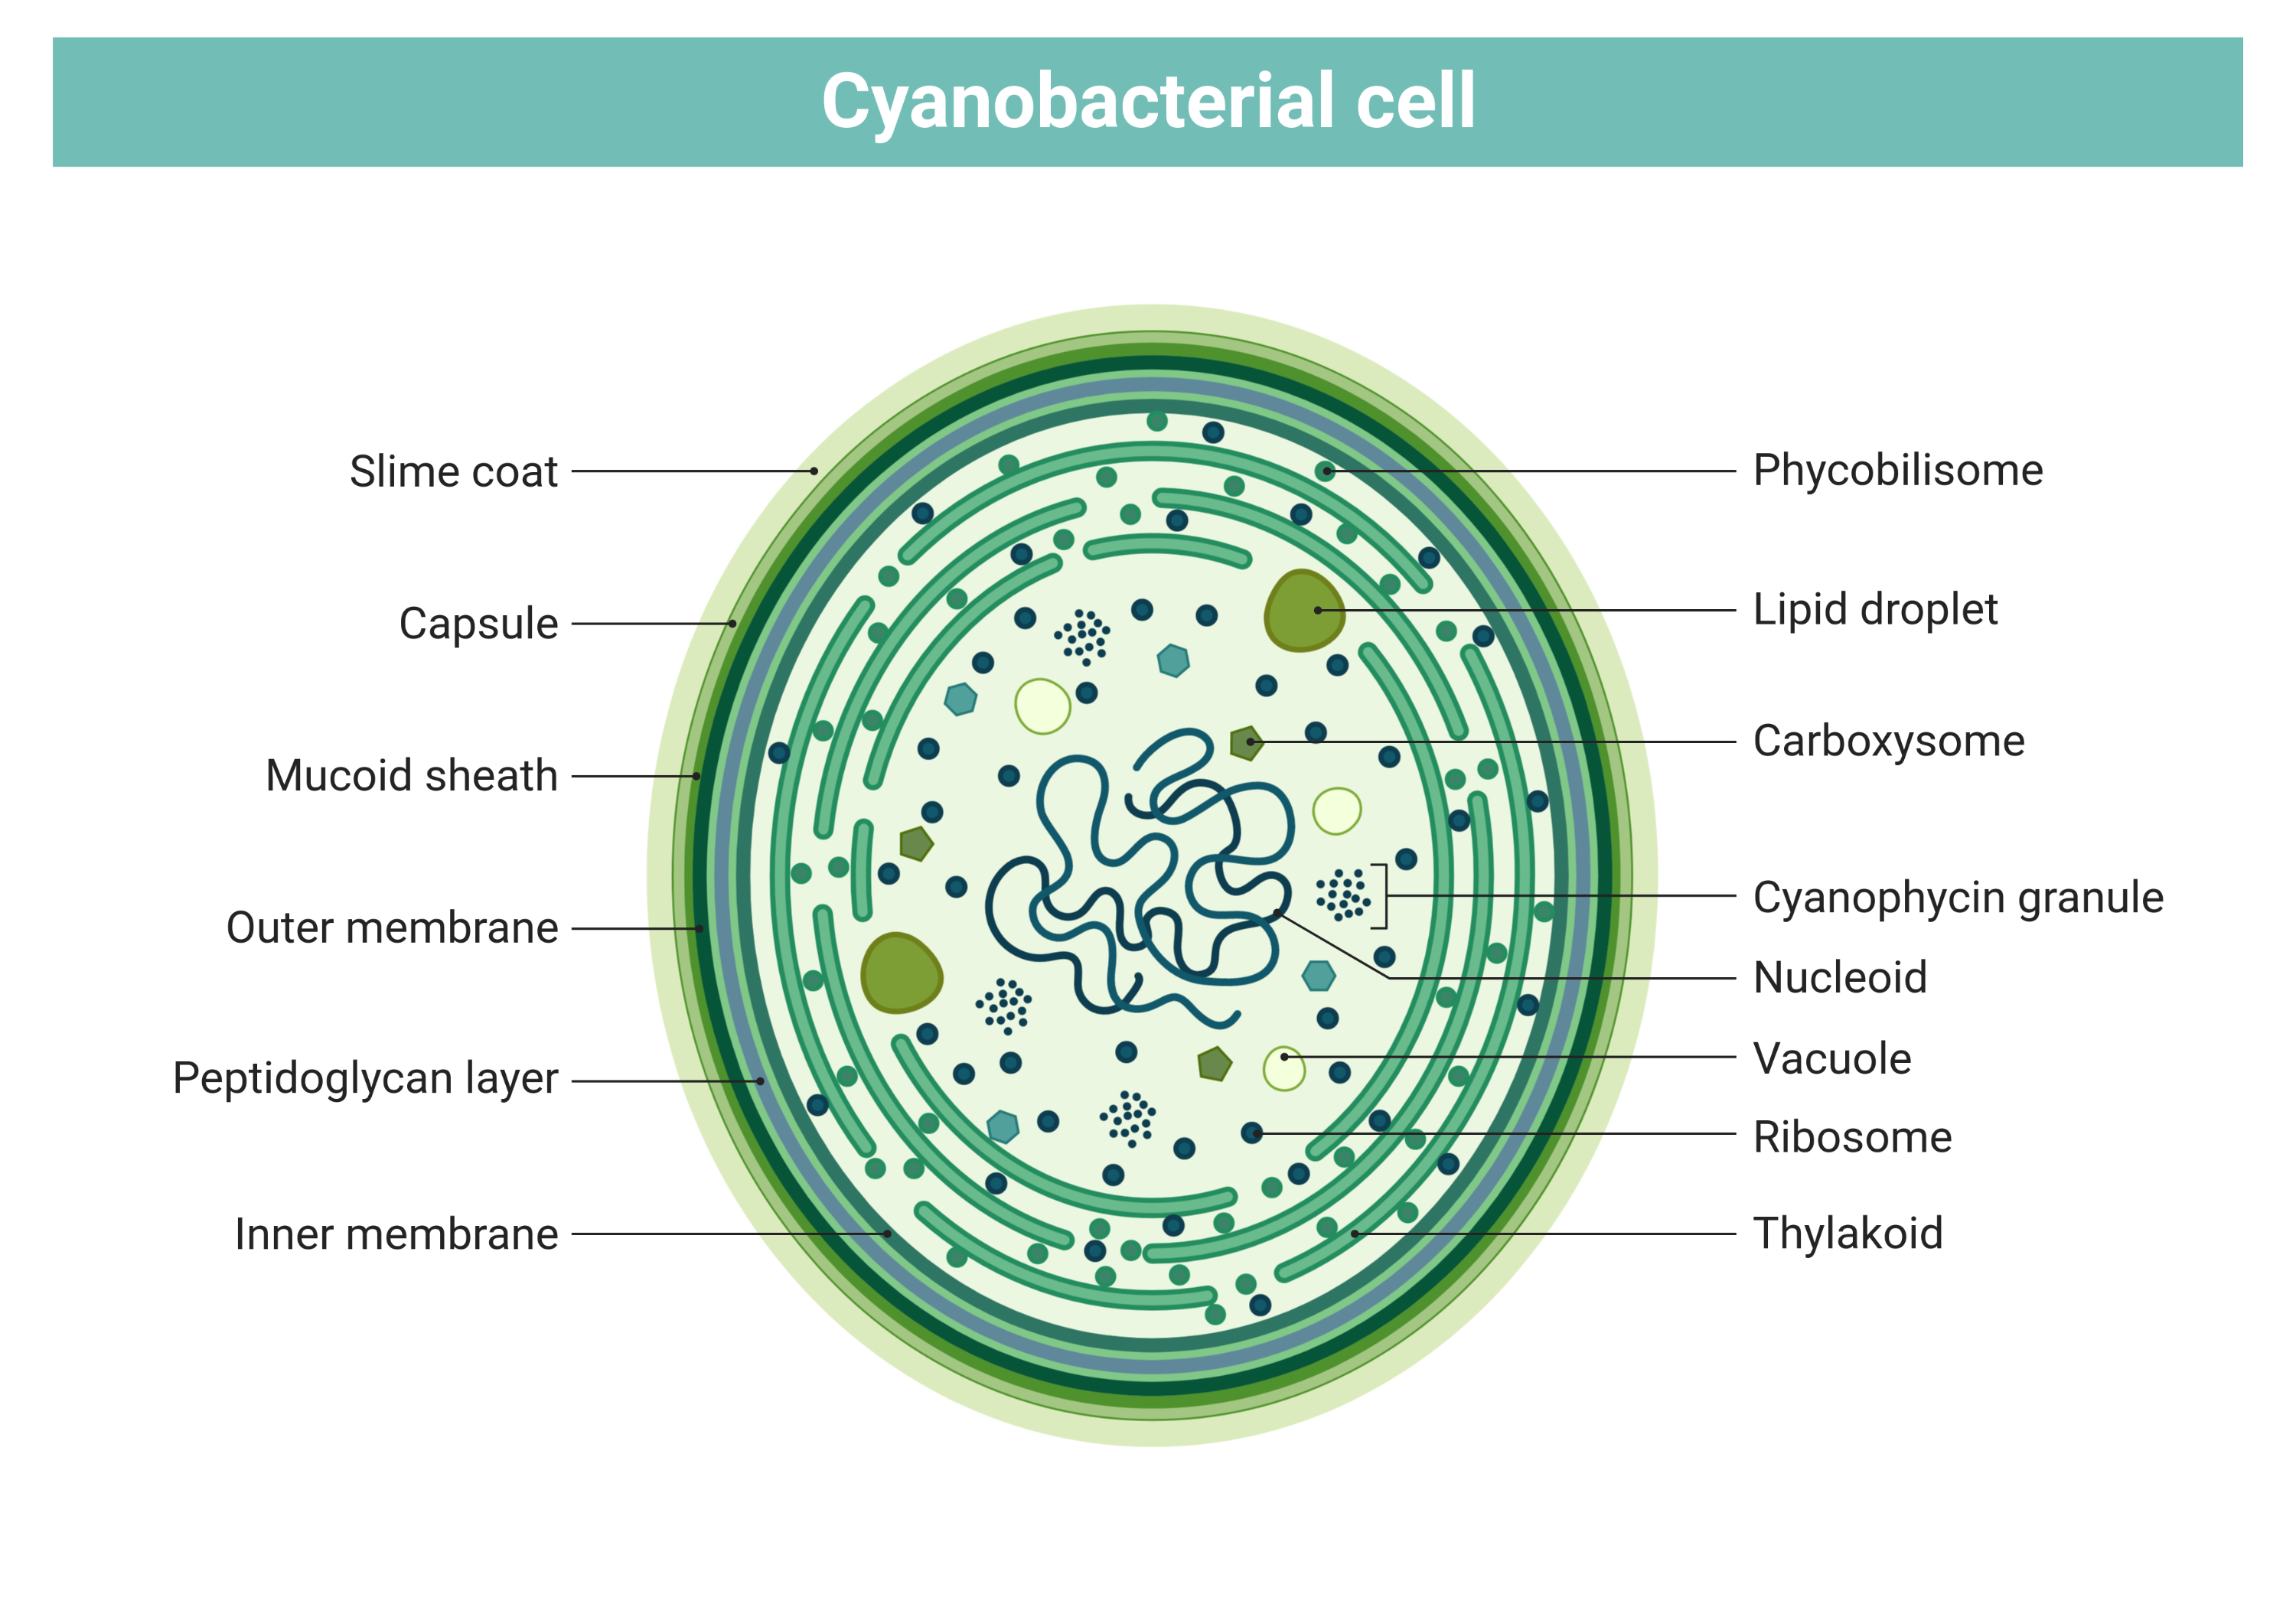 Cyanobacterial cell
Slime coat
Capsule
Mucoid sheath
Outer membrane
Peptidoglycan layer
Inner membrane
Phycobilisome
Lipid droplet
Carboxysome
Cyanophycin granule
Nucleoid
Vacuole
Ribosome
Thylakoid